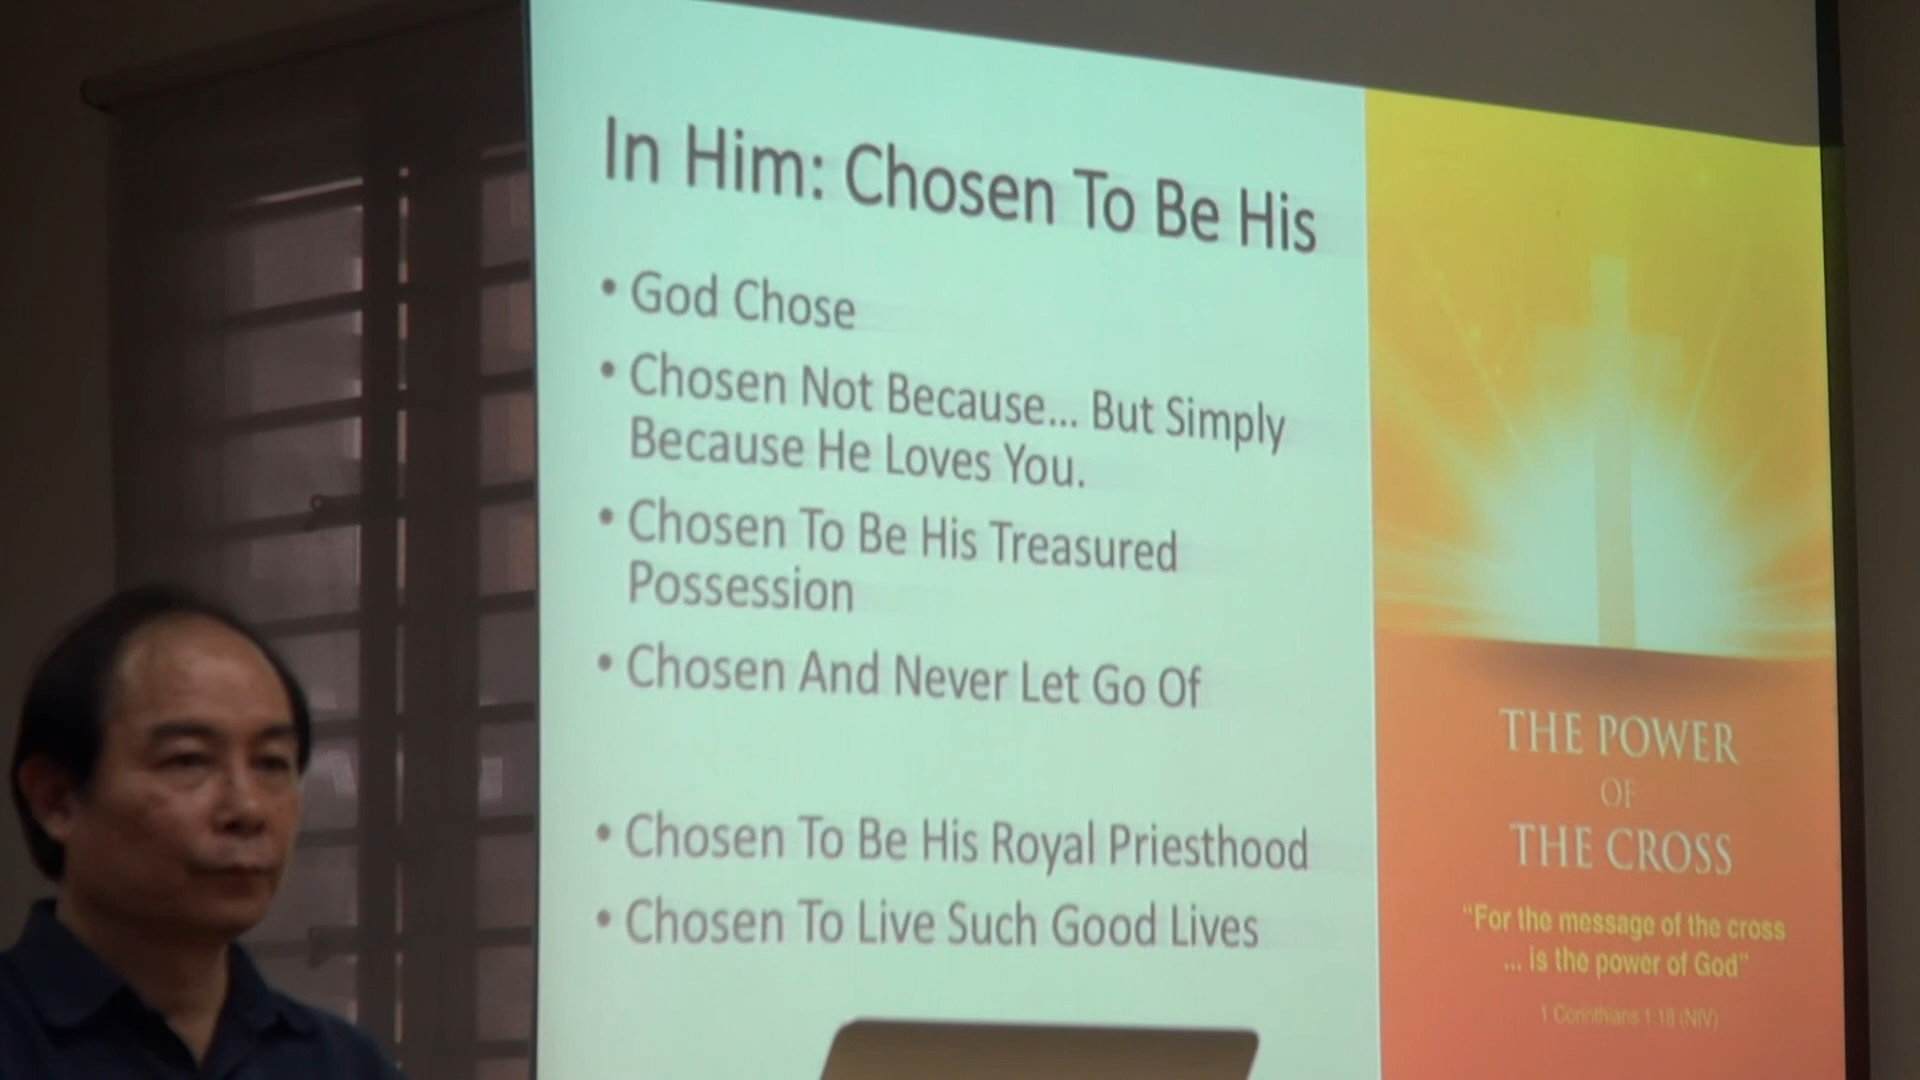 In Him: Chosen To Be His
• God Chose
• Chosen Not Because... But Simply
Because He Loves You.
• Chosen To Be His Treasured
Possession
• Chosen And Never Let Go Of
• Chosen To Be His Royal Priesthood
• Chosen To Live Such Good Lives
THE POWER
OF
THE CROSS
"For the message of the cross
... is the power of God"
1 Corinthians 1:18 (NIV)